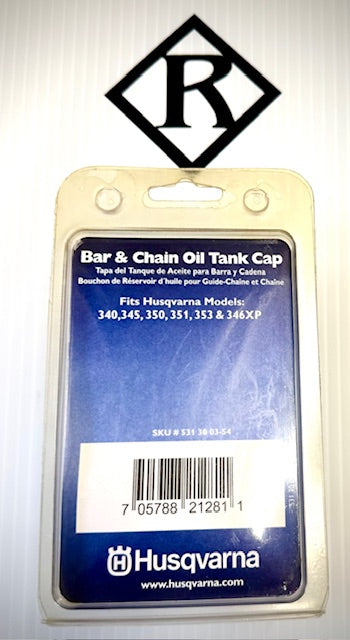 R
Bar & Chain Oil Tank Cap
Tapa del Tanque de Aceite para Barra y Cadena
Bouchon de Réservoir d'huile pour Guide-Chaîne et Chaîne
Fits Husqvarna Models:
340,345, 350, 351, 353 & 346XP
SKU # 531 30 03-54
7 05788 21281 1
Husqvarna
www.husqvarna.com